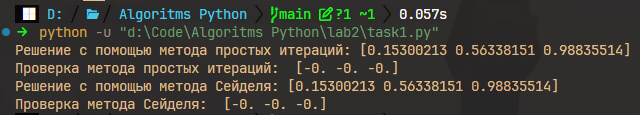 D: / / Algoritms Python main ?1 ~1 0.057s
➜ python -u "d:\Code\Algoritms Python\lab2\task1.py"
Решение с помощью метода простых итераций: [0.15300213 0.56338151 0.98835514]
Проверка метода простых итераций: [-0. -0. -0.]
Решение с помощью метода Сейделя: [0.15300213 0.56338151 0.98835514]
Проверка метода Сейделя: [-0. -0. -0.]